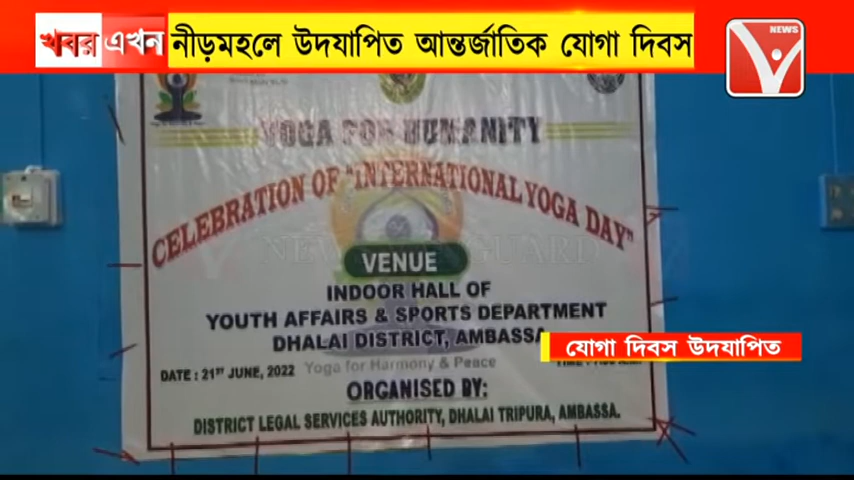 খবর এখন নীড়মহলে উদযাপিত আন্তর্জাতিক যোগা দিবস
NEWS
YOGA FOR HUMANITY
CELEBRATION OF "INTERNATIONAL YOGA DAY"
VENUE
INDOOR HALL OF
YOUTH AFFAIRS & SPORTS DEPARTMENT
DHALAI DISTRICT, AMBASSA
যোগা দিবস উদযাপিত
Yoga for Harmony & Peace
DATE : 21ST JUNE, 2022
ORGANISED BY:
DISTRICT LEGAL SERVICES AUTHORITY, DHALAI TRIPURA, AMBASSA.